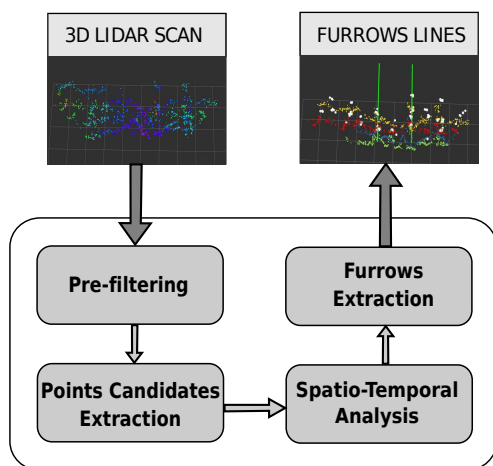 3D LIDAR SCAN
FURROWS LINES
Pre-filtering
Furrows
Extraction
Points Candidates
Extraction
Spatio-Temporal
Analysis